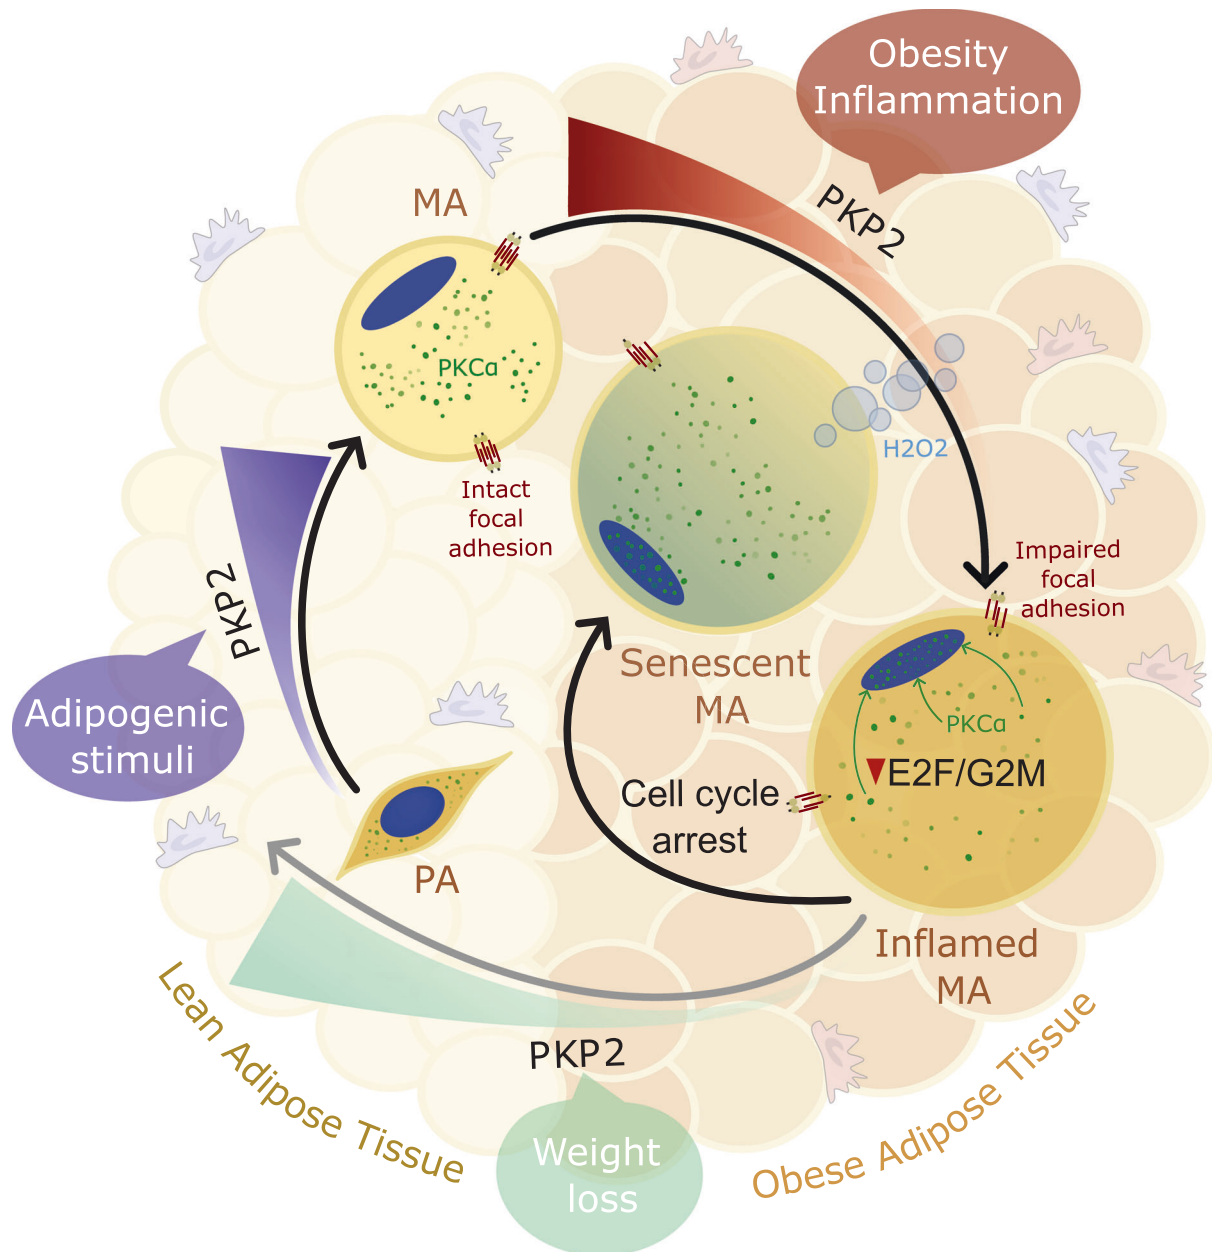 Obesity
Inflammation
MA
PKP2
PKCα
H2O2
Intact
focal
adhesion
Impaired
focal
adhesion
PKP2
Senescent
MA
Adipogenic
stimuli
PKCα
E2F/G2M
Cell cycle
arrest
PA
Inflamed
MA
Lean Adipose Tissue
PKP2
Obese Adipose Tissue
Weight
loss